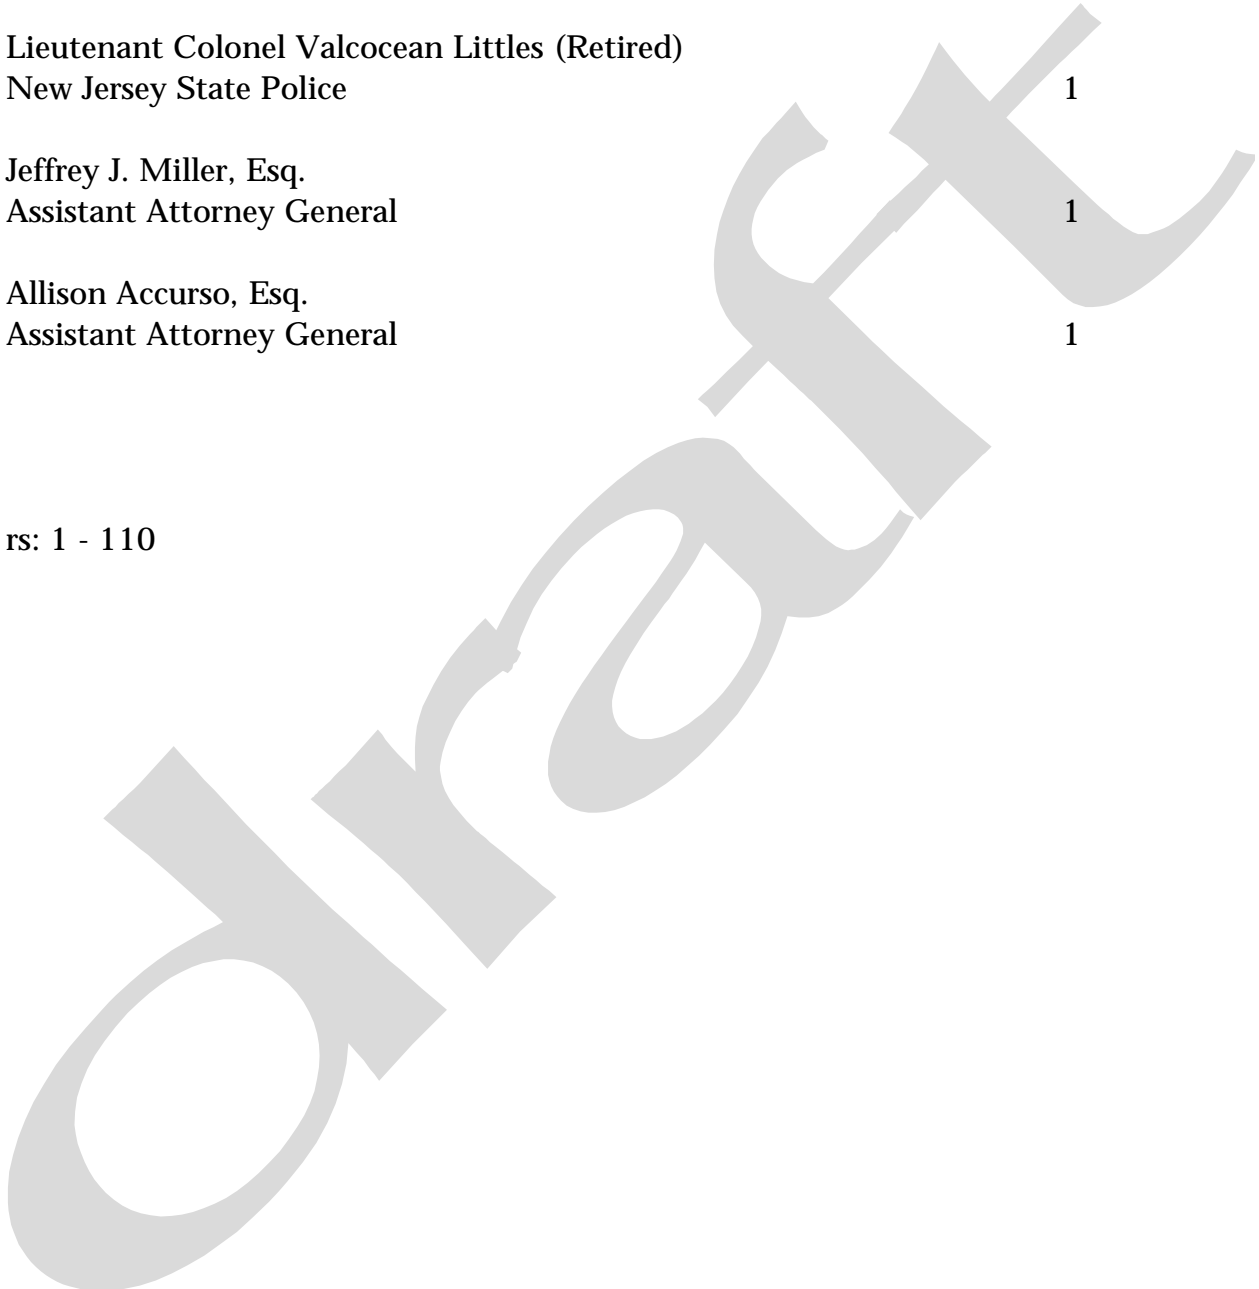 Lieutenant Colonel Valcocean Littles (Retired)
New Jersey State Police 1
Jeffrey J. Miller, Esq.
Assistant Attorney General 1
Allison Accurso, Esq.
Assistant Attorney General 1
rs: 1 - 110
draft